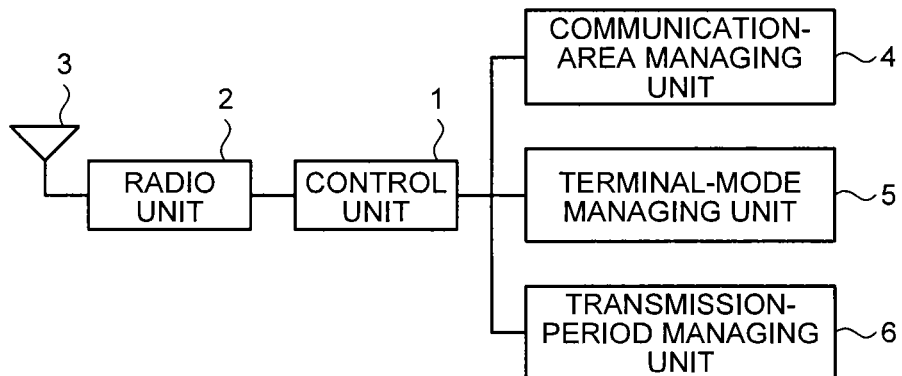 3
2
1
RADIO
UNIT
CONTROL
UNIT
COMMUNICATION-
AREA MANAGING
UNIT
4
TERMINAL-MODE
MANAGING UNIT
5
TRANSMISSION-
PERIOD MANAGING
UNIT
6